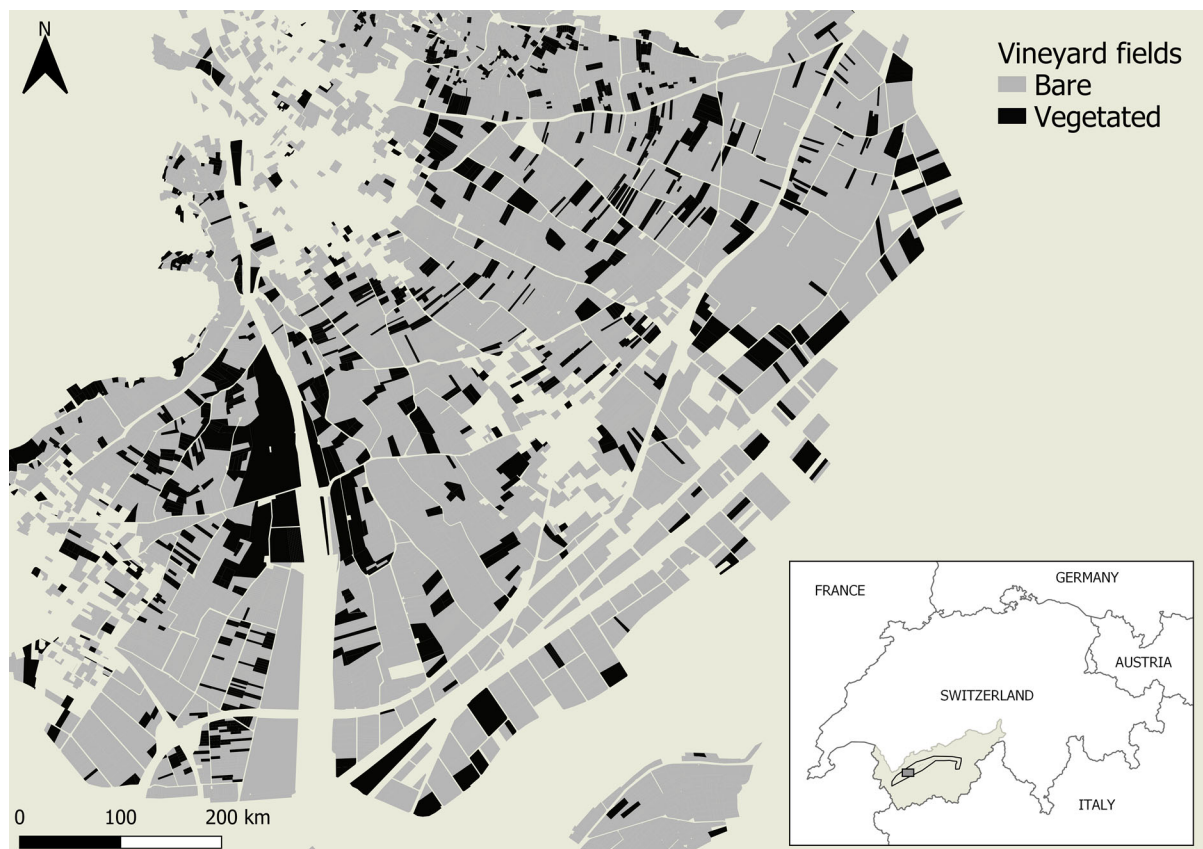 N
Vineyard fields
Bare
Vegetated
0 100 200 km
FRANCE
GERMANY
AUSTRIA
SWITZERLAND
ITALY